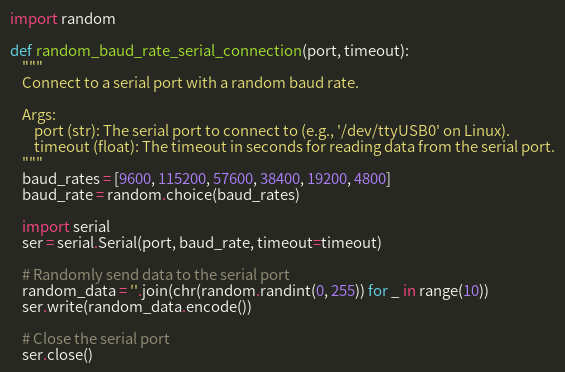 import random
def random_baud_rate_serial_connection(port, timeout):
"""
Connect to a serial port with a random baud rate.
Args:
port (str): The serial port to connect to (e.g., '/dev/ttyUSB0' on Linux).
timeout (float): The timeout in seconds for reading data from the serial port.
"""
baud_rates = [9600, 115200, 57600, 38400, 19200, 4800]
baud_rate = random.choice(baud_rates)
import serial
ser = serial.Serial(port, baud_rate, timeout=timeout)
# Randomly send data to the serial port
random_data = ''.join(chr(random.randint(0, 255)) for _ in range(10))
ser.write(random_data.encode())
# Close the serial port
ser.close()